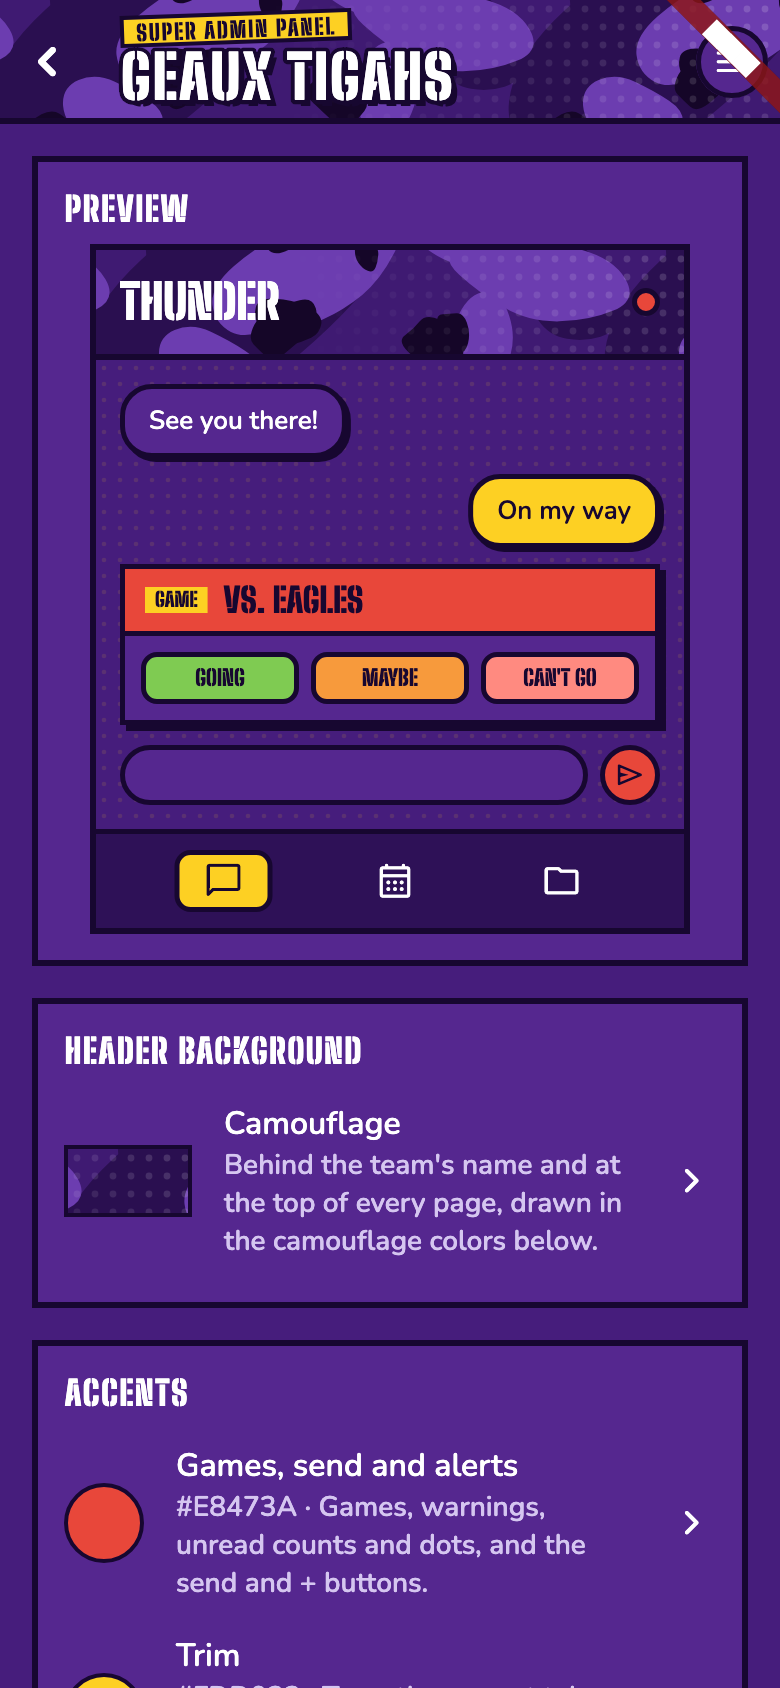 SUPER ADMIN PANEL
GEAUX TIGAHS
PREVIEW
THUNDER
See you there!
On my way
GAME VS. EAGLES
GOING MAYBE CAN'T GO
HEADER BACKGROUND
Camouflage
Behind the team's name and at
the top of every page, drawn in
the camouflage colors below.
ACCENTS
Games, send and alerts
#E8473A · Games, warnings,
unread counts and dots, and the
send and + buttons.
Trim